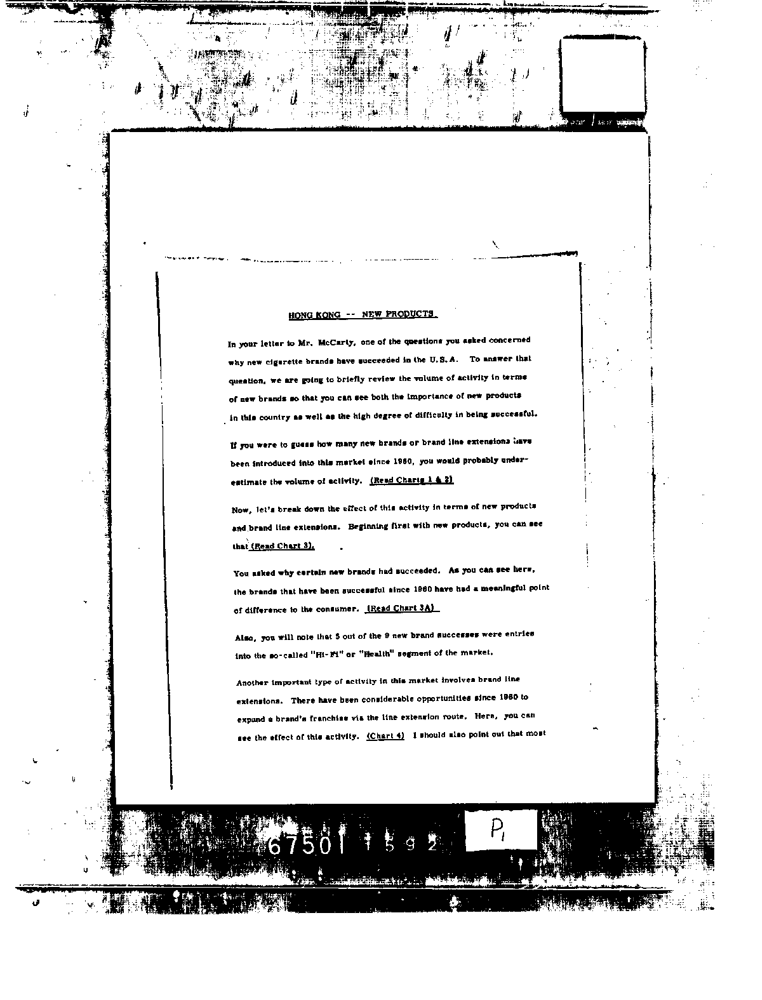 HONG KONG -- NEW PRODUCTS
In your letter to Mr. McCarty, one of the questions you asked concerned
why new cigarette brands have succeeded in the U.S.A. To answer that
question, we are going to briefly review the volume of activity in terms
of new brands so that you can see both the importance of new products
in this country as well as the high degree of difficulty in being successful.
If you were to guess how many new brands or brand line extensions have
been introduced into this market since 1960, you would probably under-
estimate the volume of activity. (Read Charts 1 & 2)
Now, let's break down the effect of this activity in terms of new products
and brand line extensions. Beginning first with new products, you can see
that (Read Chart 3).
You asked why certain new brands had succeeded. As you can see here,
the brands that have been successful since 1960 have had a meaningful point
of difference to the consumer. (Read Chart 3A)
Also, you will note that 5 out of the 9 new brand successes were entries
into the so-called "Hi-Fi" or "Health" segment of the market.
Another important type of activity in this market involves brand line
extensions. There have been considerable opportunities since 1960 to
expand a brand's franchise via the line extension route. Here, you can
see the effect of this activity. (Chart 4) I should also point out that most
67501 1592
P1